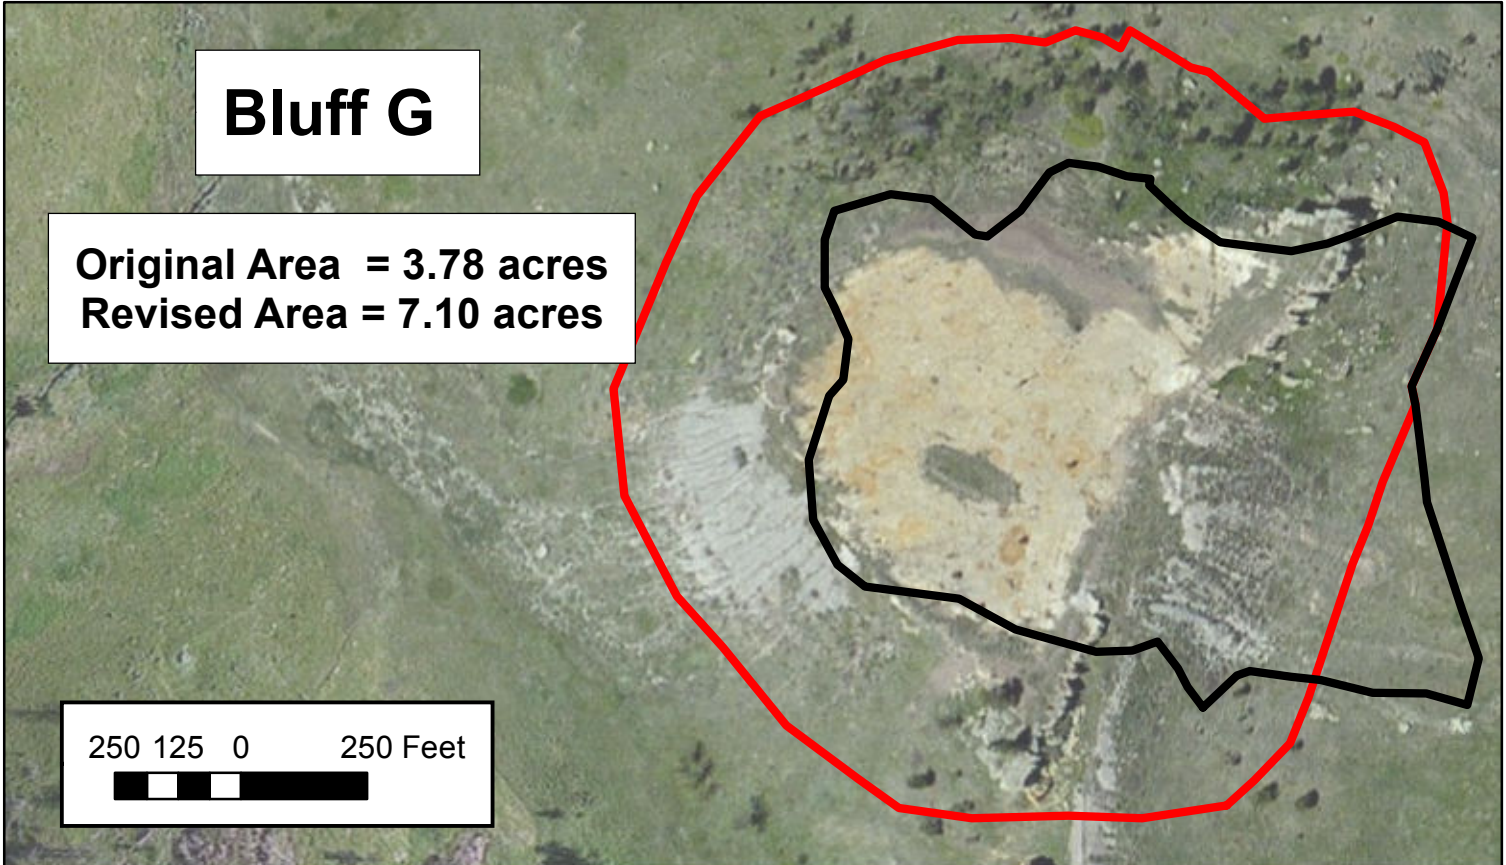 Bluff G
Original Area = 3.78 acres
Revised Area = 7.10 acres
250 125 0 250 Feet